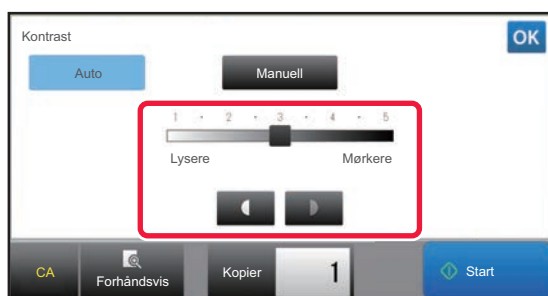 Kontrast
OK
Auto
Manuell
1 · 2 · 3 · 4 · 5
Lysere
Mørkere
CA
Forhåndsvis
Kopier
1
Start